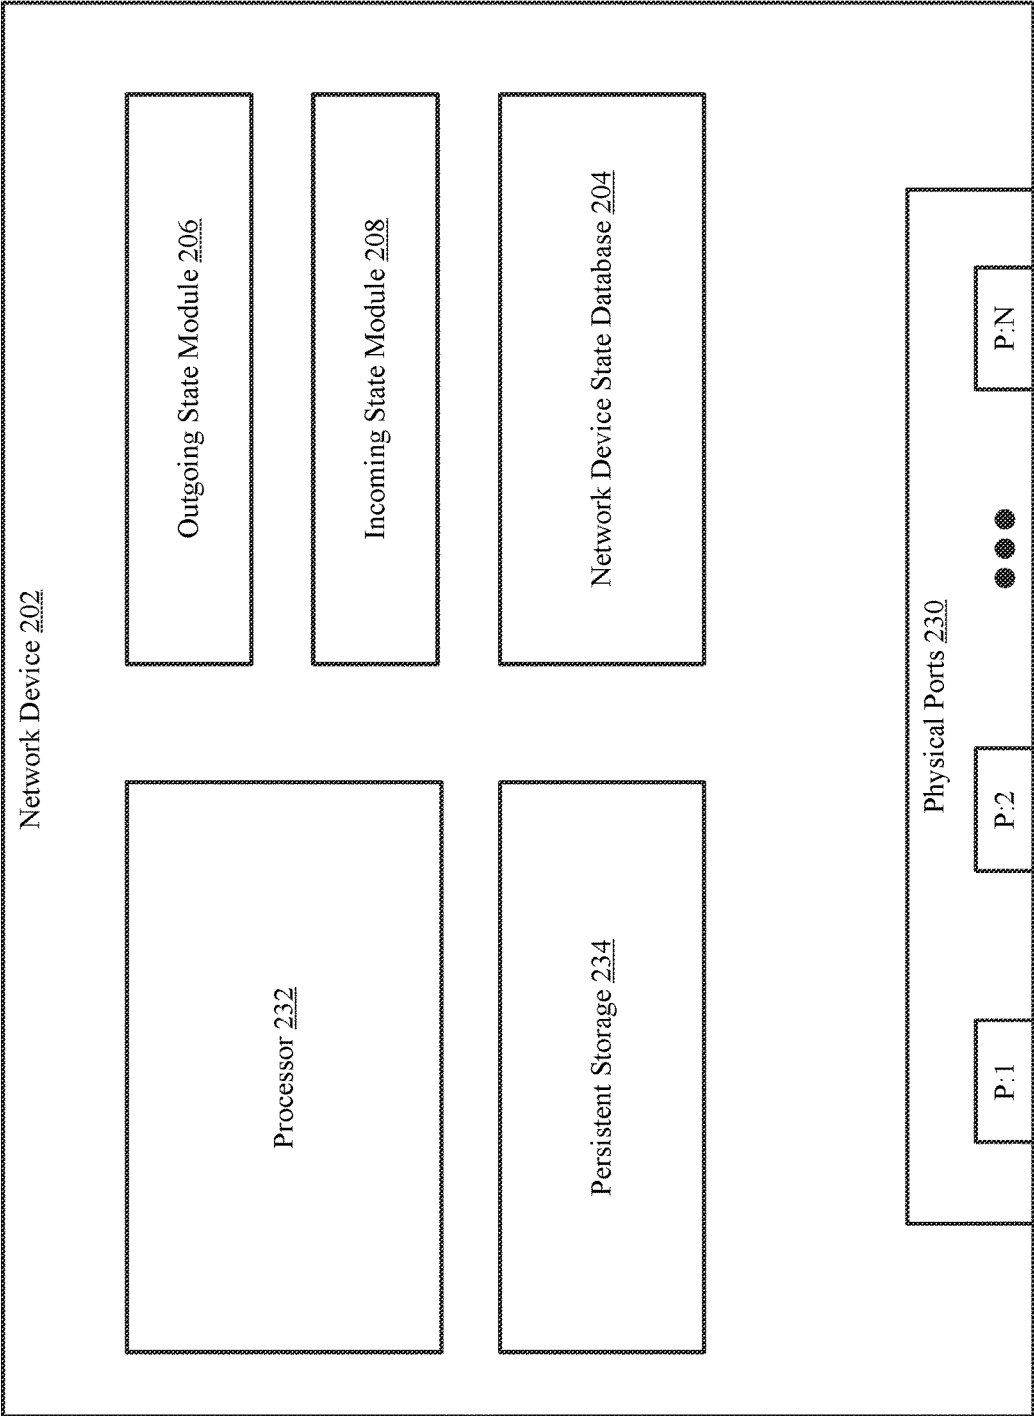 Network Device 202
Processor 232
Outgoing State Module 206
Incoming State Module 208
Persistent Storage 234
Network Device State Database 204
Physical Ports 230
P:1
P:2
P:N